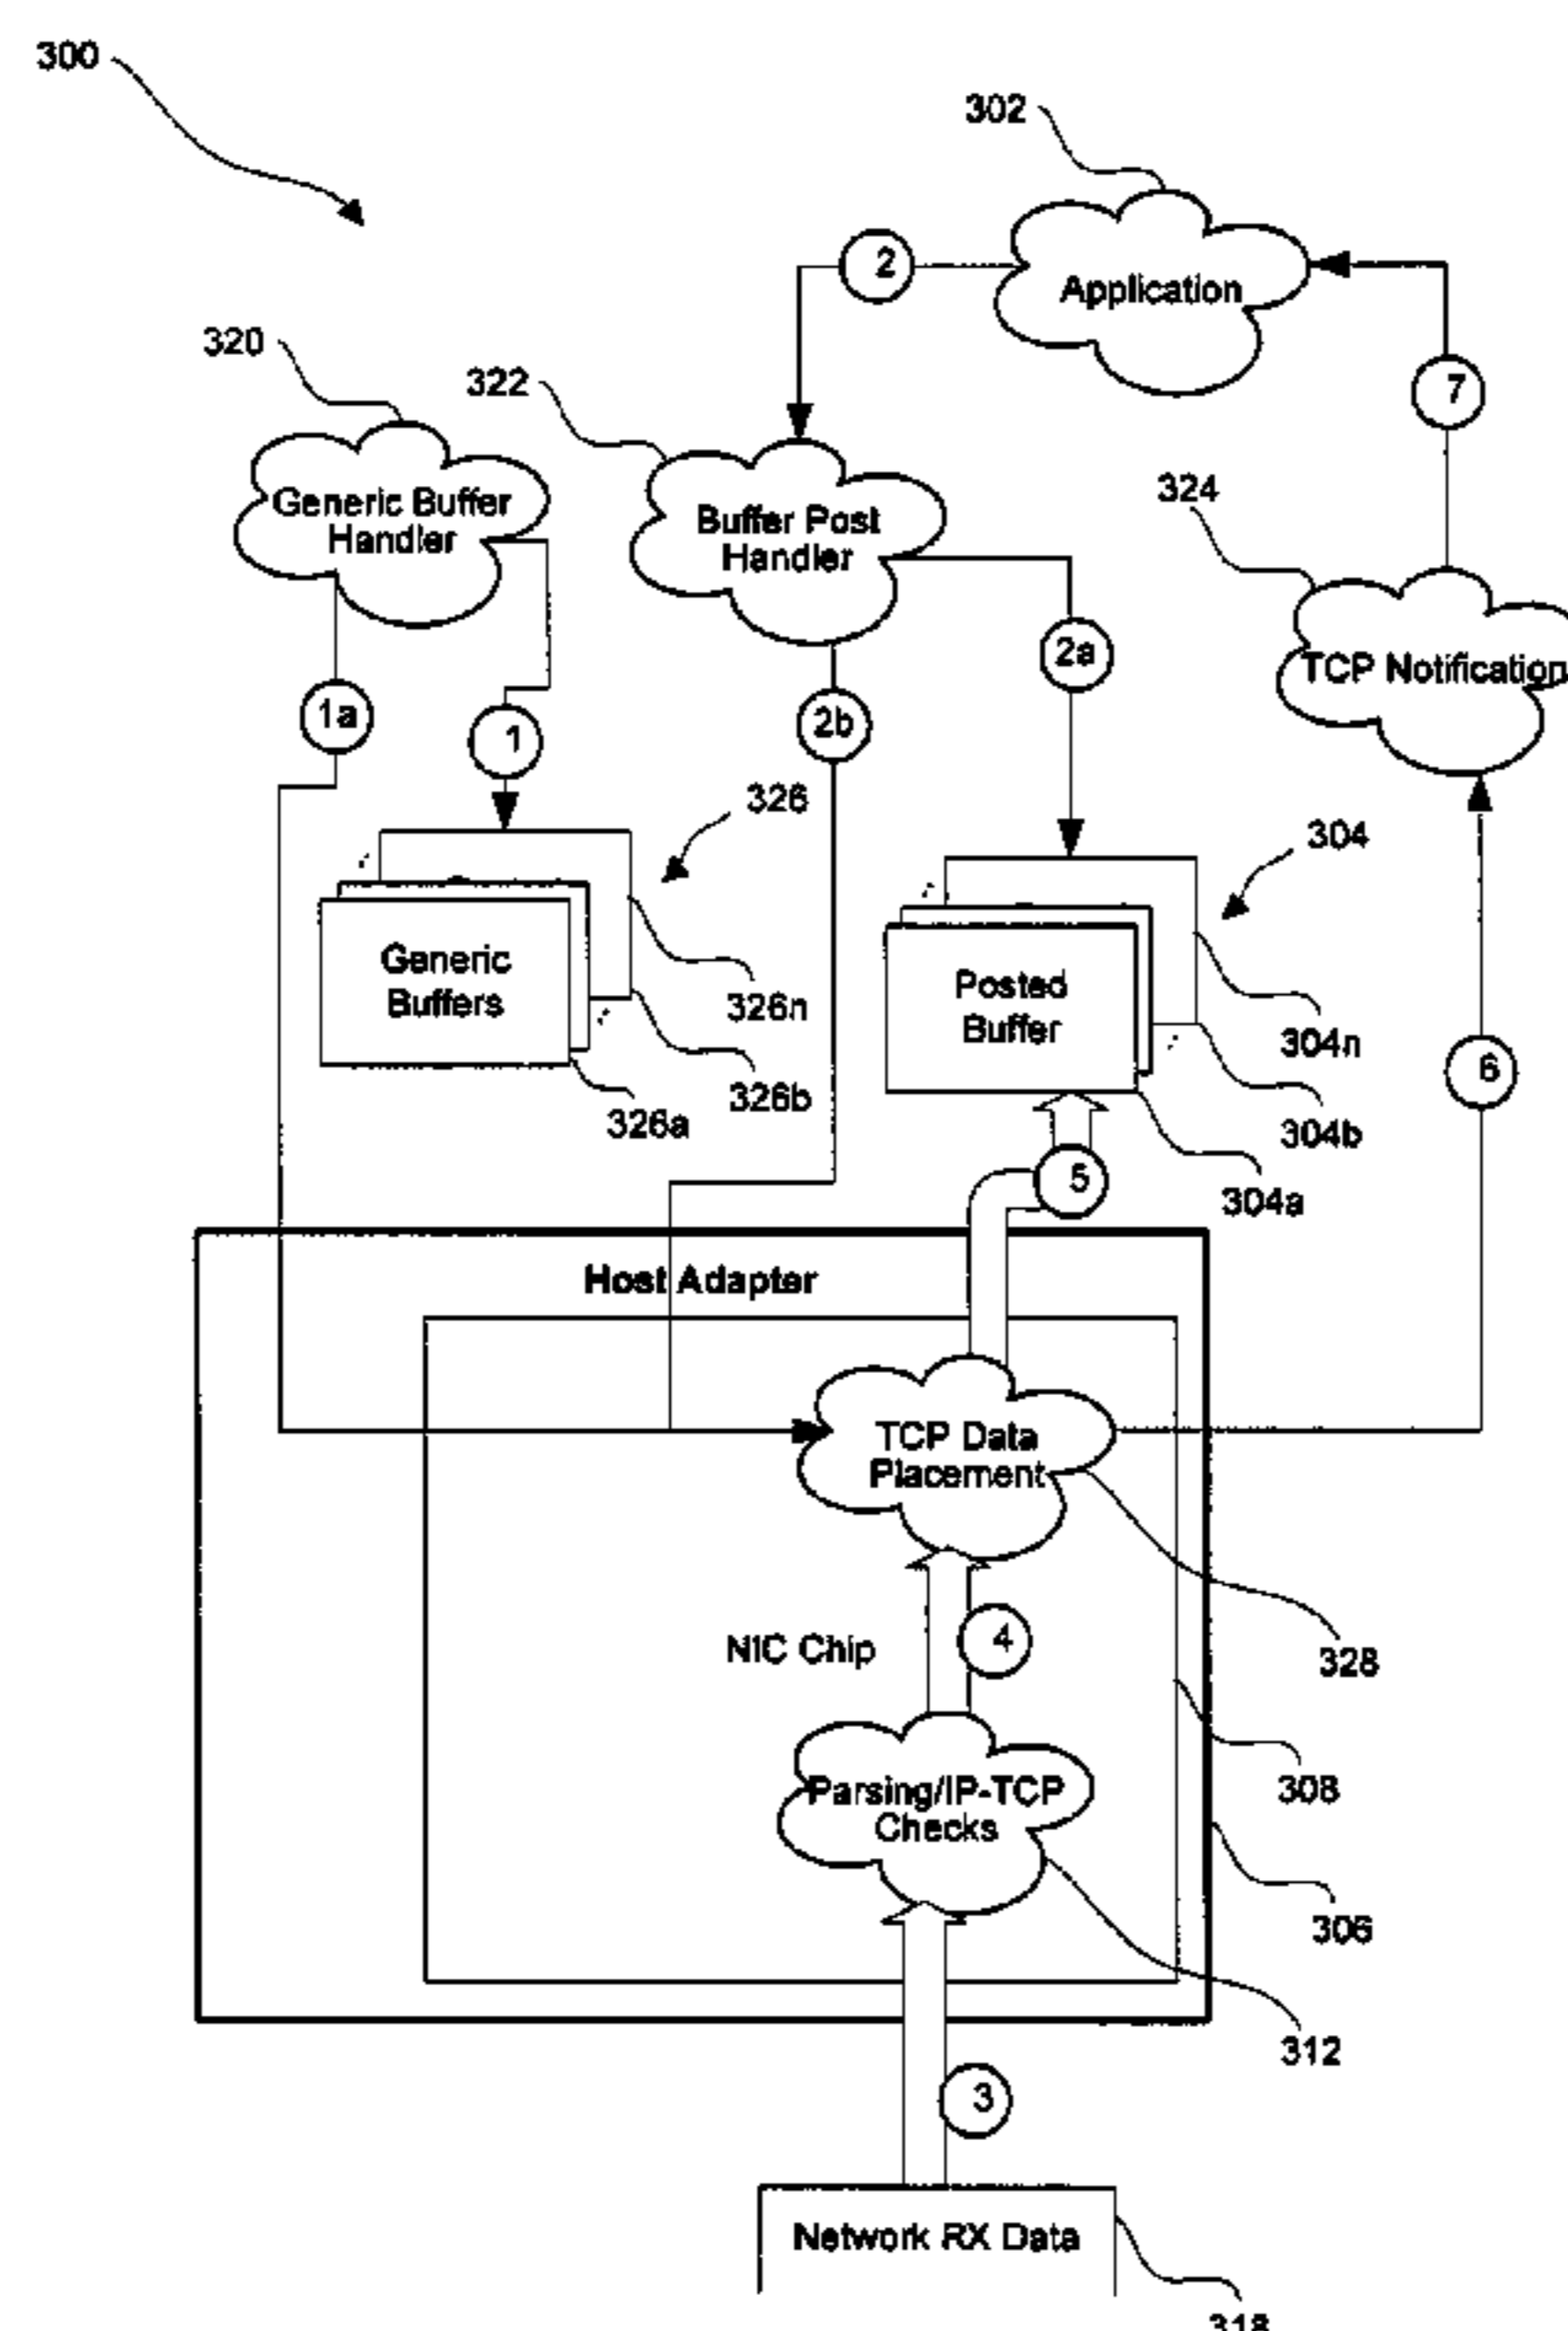 300
302
2
Application
320
322
7
Generic Buffer
Handler
Buffer Post
Handler
324
2a
TCP Notification
1a
1
2b
326
304
Generic
Buffers
Posted
Buffer
326n
304n
326b
326a
6
304b
5
304a
Host Adapter
TCP Data
Placement
NIC Chip
4
328
Parsing/IP-TCP
Checks
308
306
312
3
Network RX Data
318